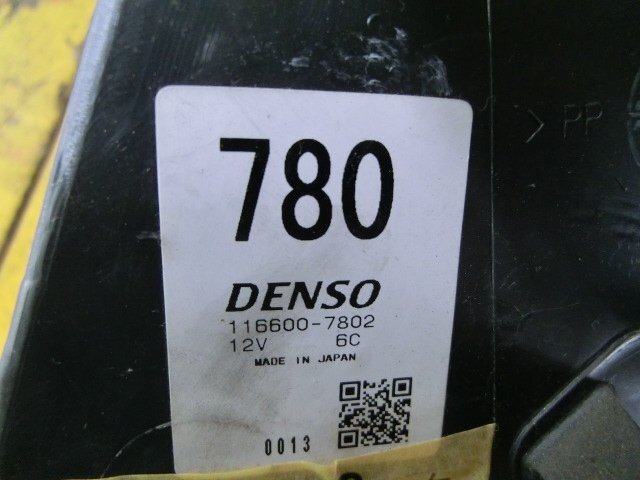 780
DENSO
116600-7802
12V 6C
MADE IN JAPAN
0013
> PP